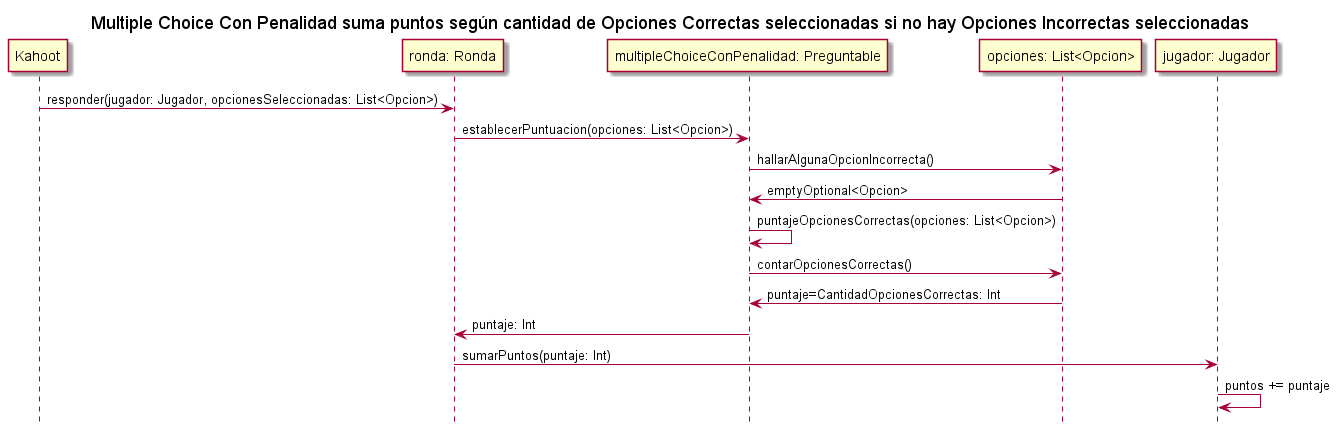 Multiple Choice Con Penalidad suma puntos según cantidad de Opciones Correctas seleccionadas si no hay Opciones Incorrectas seleccionadas
Kahoot
ronda: Ronda
multipleChoiceConPenalidad: Preguntable
opciones: List<Opcion>
jugador: Jugador
responder(jugador: Jugador, opcionesSeleccionadas: List<Opcion>)
establecerPuntuacion(opciones: List<Opcion>)
hallarAlgunaOpcionIncorrecta()
emptyOptional<Opcion>
puntajeOpcionesCorrectas(opciones: List<Opcion>)
contarOpcionesCorrectas()
puntaje=CantidadOpcionesCorrectas: Int
puntaje: Int
sumarPuntos(puntaje: Int)
puntos += puntaje